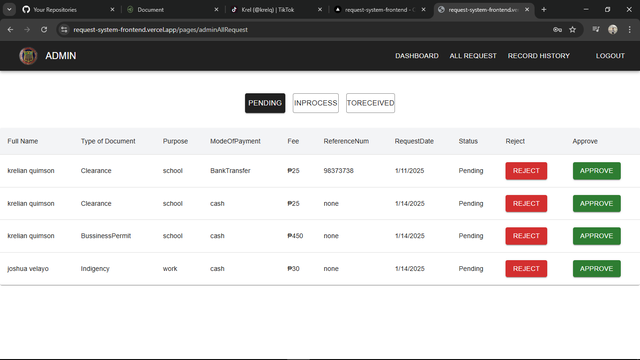 Your Repositories
Document
Krel (@kreiq) | TikTok
request-system-frontend
request-system-frontend.verce
request-system-frontend.vercel.app/pages/adminAllRequest
ADMIN
DASHBOARD ALL REQUEST RECORD HISTORY LOGOUT
PENDING INPROCESS TORECEIVED
Full Name Type of Document Purpose ModeOfPayment Fee ReferenceNum RequestDate Status Reject Approve
krelian quimson Clearance school BankTransfer ₱25 98373738 1/11/2025 Pending REJECT APPROVE
krelian quimson Clearance school cash ₱25 none 1/14/2025 Pending REJECT APPROVE
krelian quimson BussinessPermit school cash ₱450 none 1/14/2025 Pending REJECT APPROVE
joshua velayo Indigency work cash ₱30 none 1/14/2025 Pending REJECT APPROVE